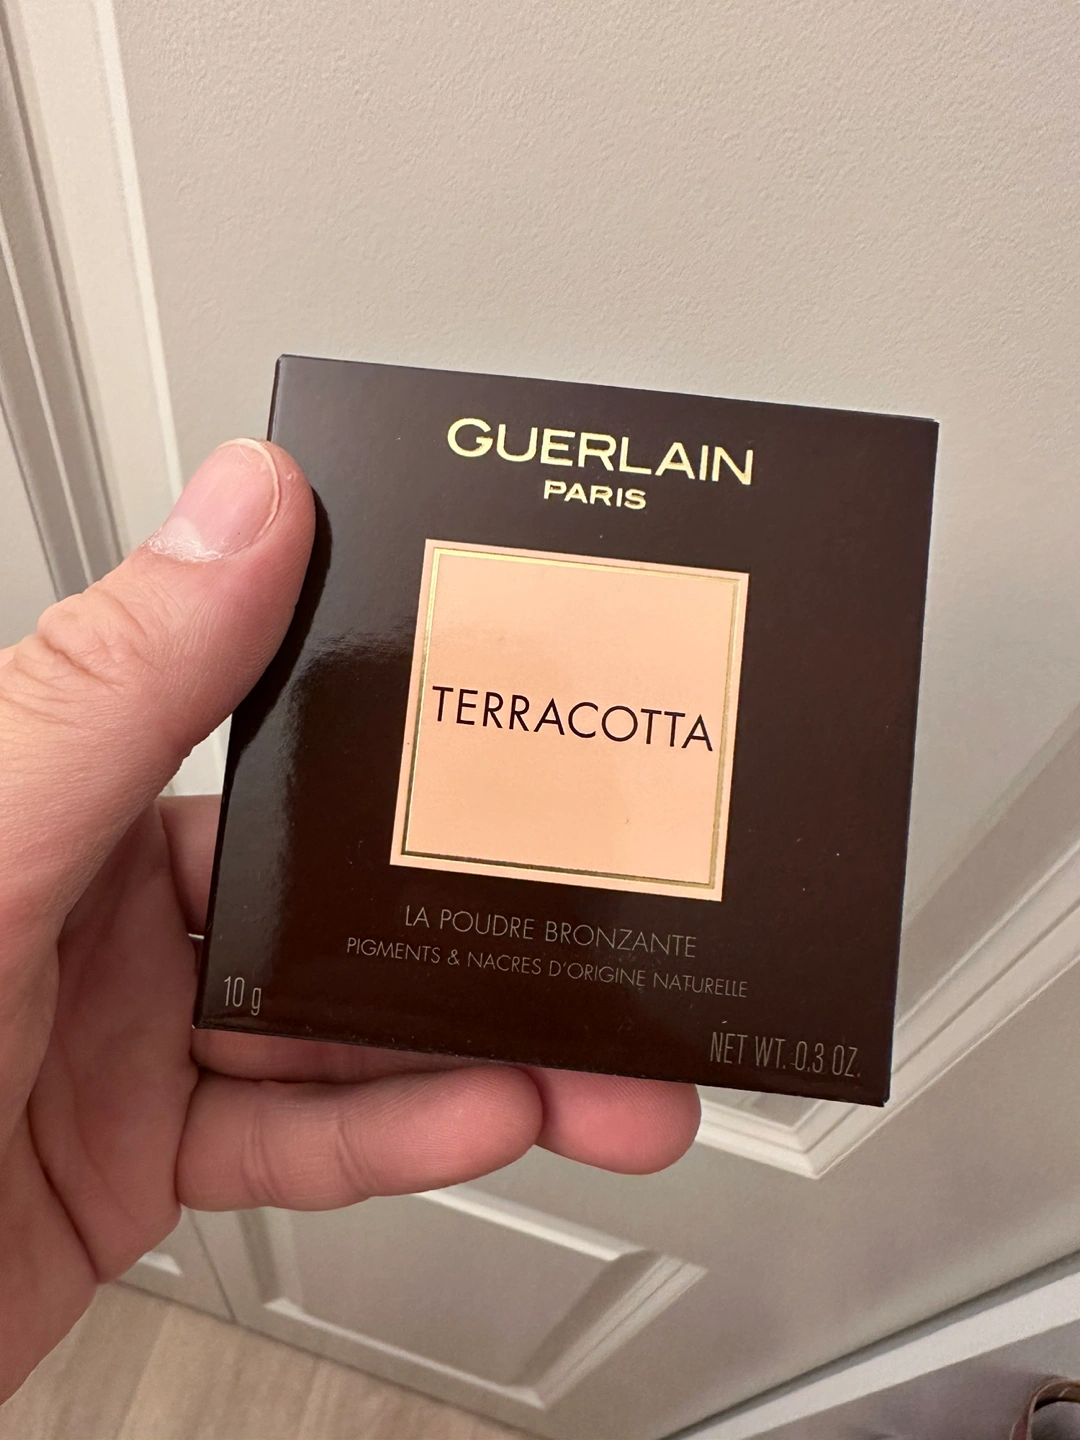 GUERLAIN
PARIS
TERRACOTTA
LA POUDRE BRONZANTE
PIGMENTS & NACRES D'ORIGINE NATURELLE
10 g
NET WT. 0.3 OZ.